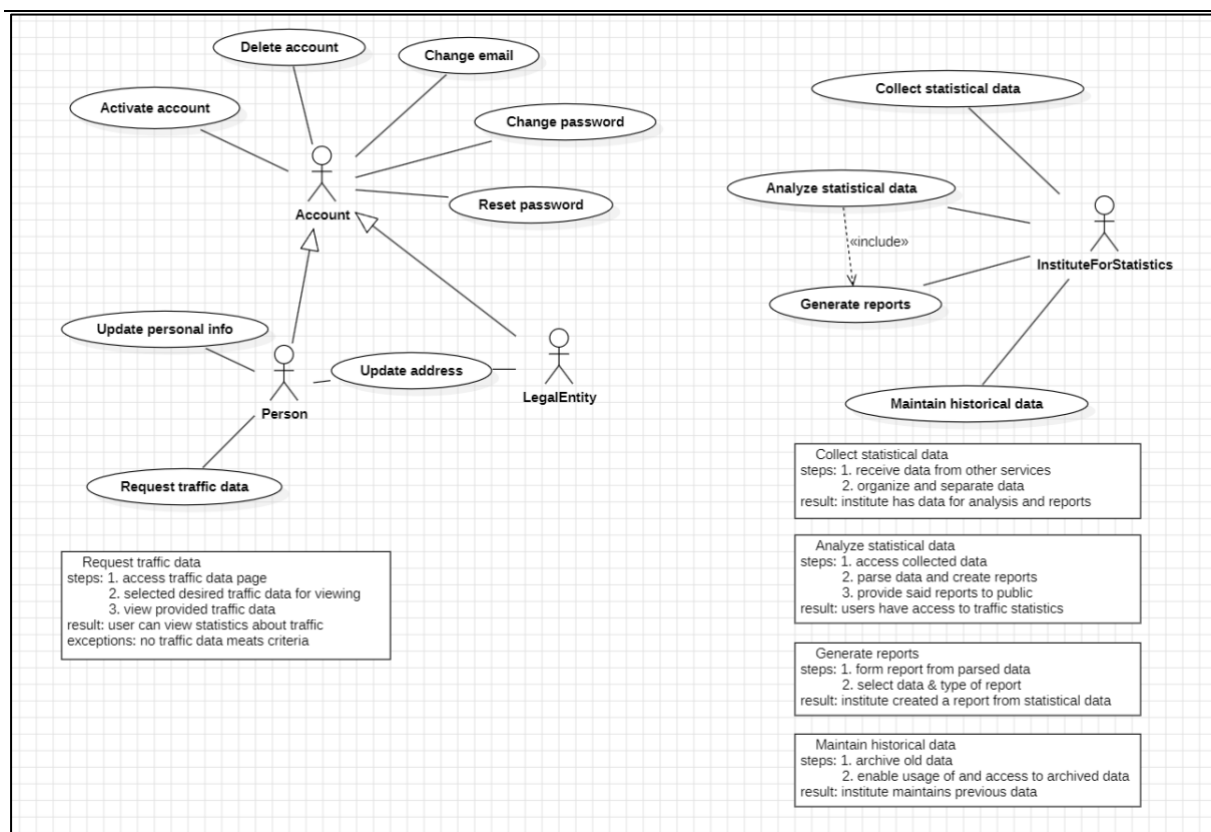 Delete account
Change email
Activate account
Change password
Account
Reset password
Update personal info
Update address
Person
LegalEntity
Request traffic data
Collect statistical data
Analyze statistical data
«include»
InstituteForStatistics
Generate reports
Maintain historical data
Request traffic data
steps: 1. access traffic data page
2. selected desired traffic data for viewing
3. view provided traffic data
result: user can view statistics about traffic
exceptions: no traffic data meats criteria
Collect statistical data
steps: 1. receive data from other services
2. organize and separate data
result: institute has data for analysis and reports
Analyze statistical data
steps: 1. access collected data
2. parse data and create reports
3. provide said reports to public
result: users have access to traffic statistics
Generate reports
steps: 1. form report from parsed data
2. select data & type of report
result: institute created a report from statistical data
Maintain historical data
steps: 1. archive old data
2. enable usage of and access to archived data
result: institute maintains previous data